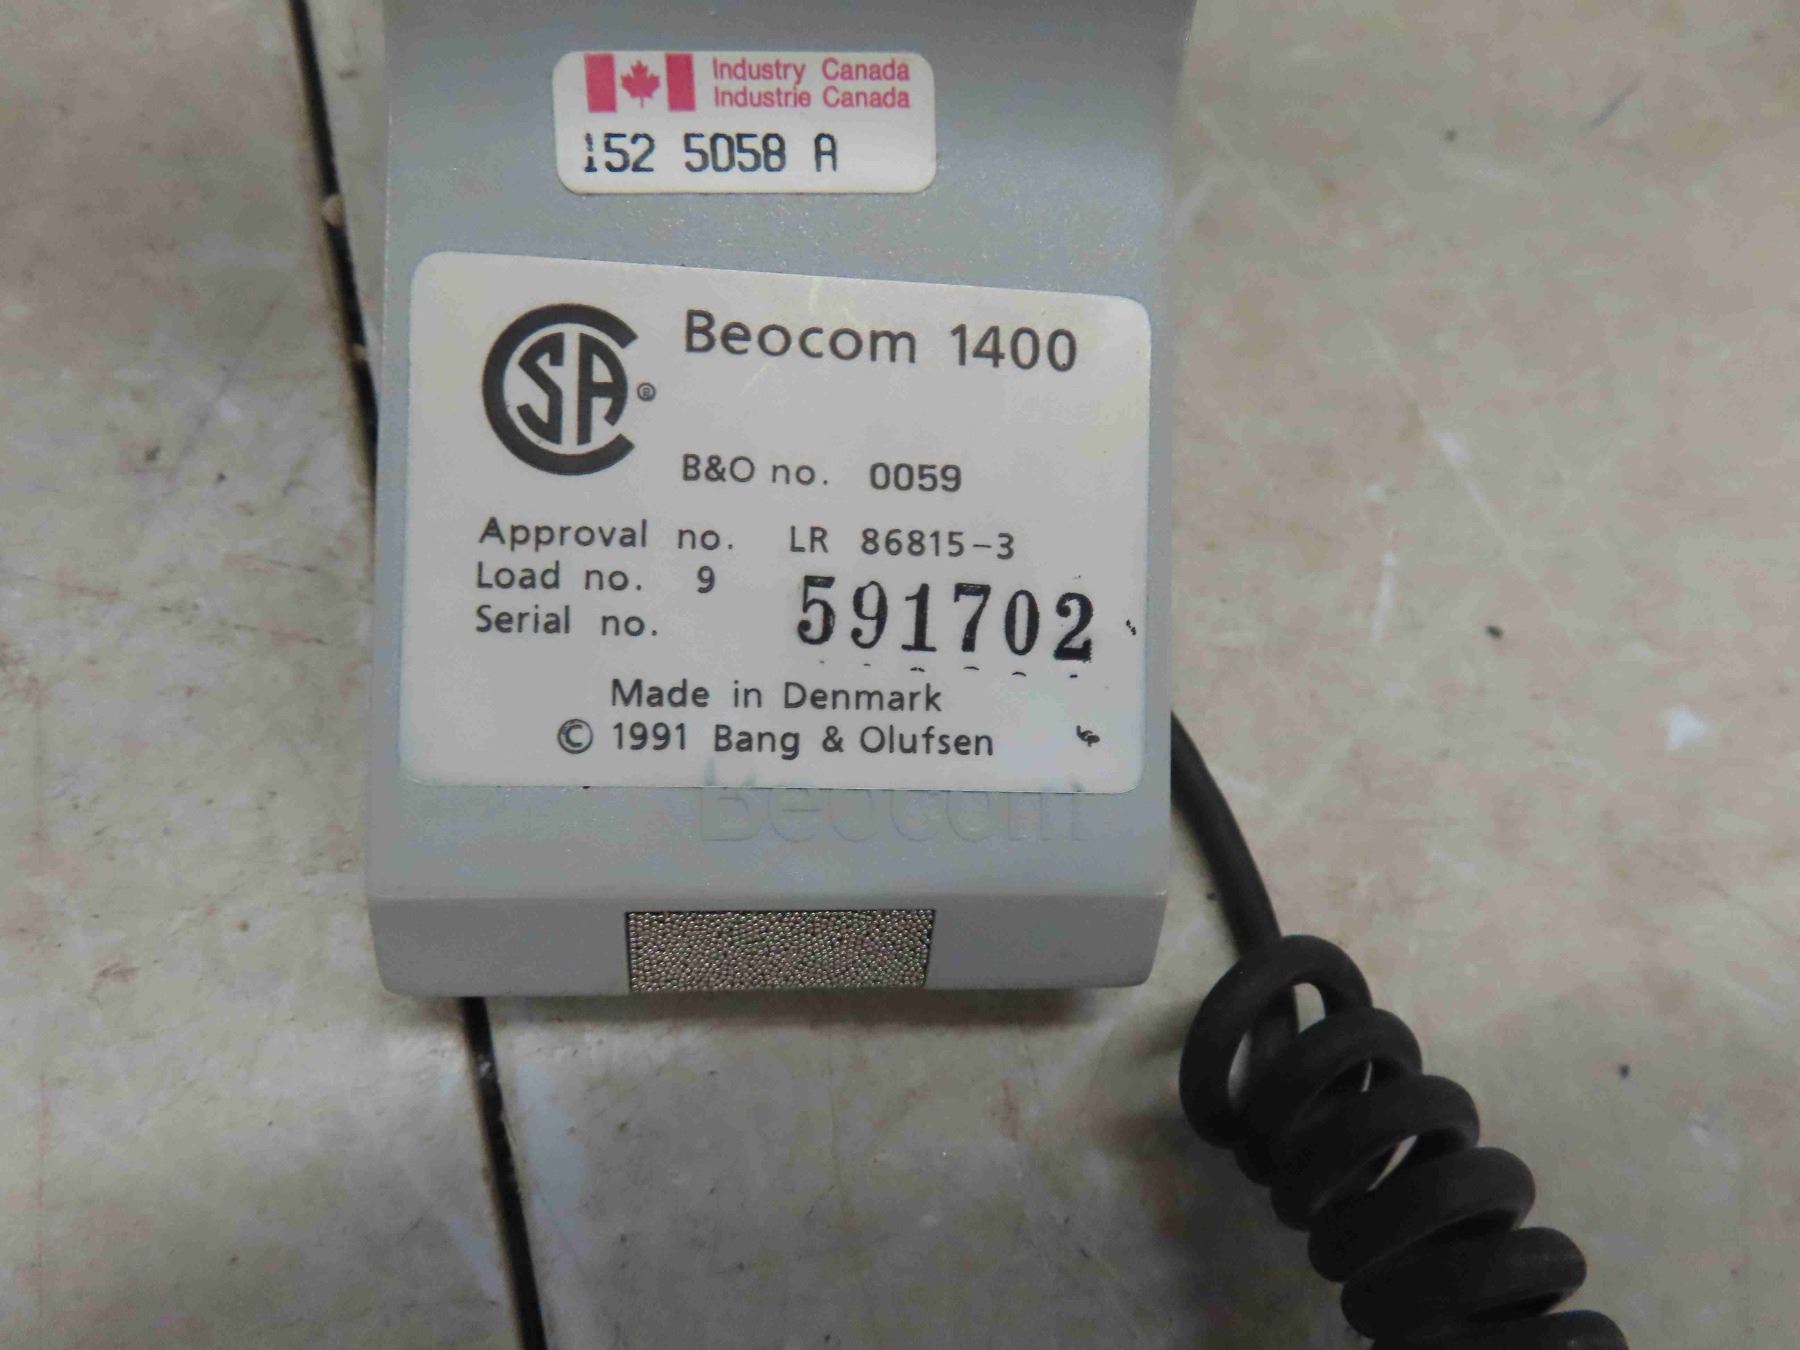 Industry Canada
Industrie Canada
152 5058 A
CSA®
Beocom 1400
B&O no. 0059
Approval no. LR 86815-3
Load no. 9
Serial no. 591702
Made in Denmark
© 1991 Bang & Olufsen
Beocom